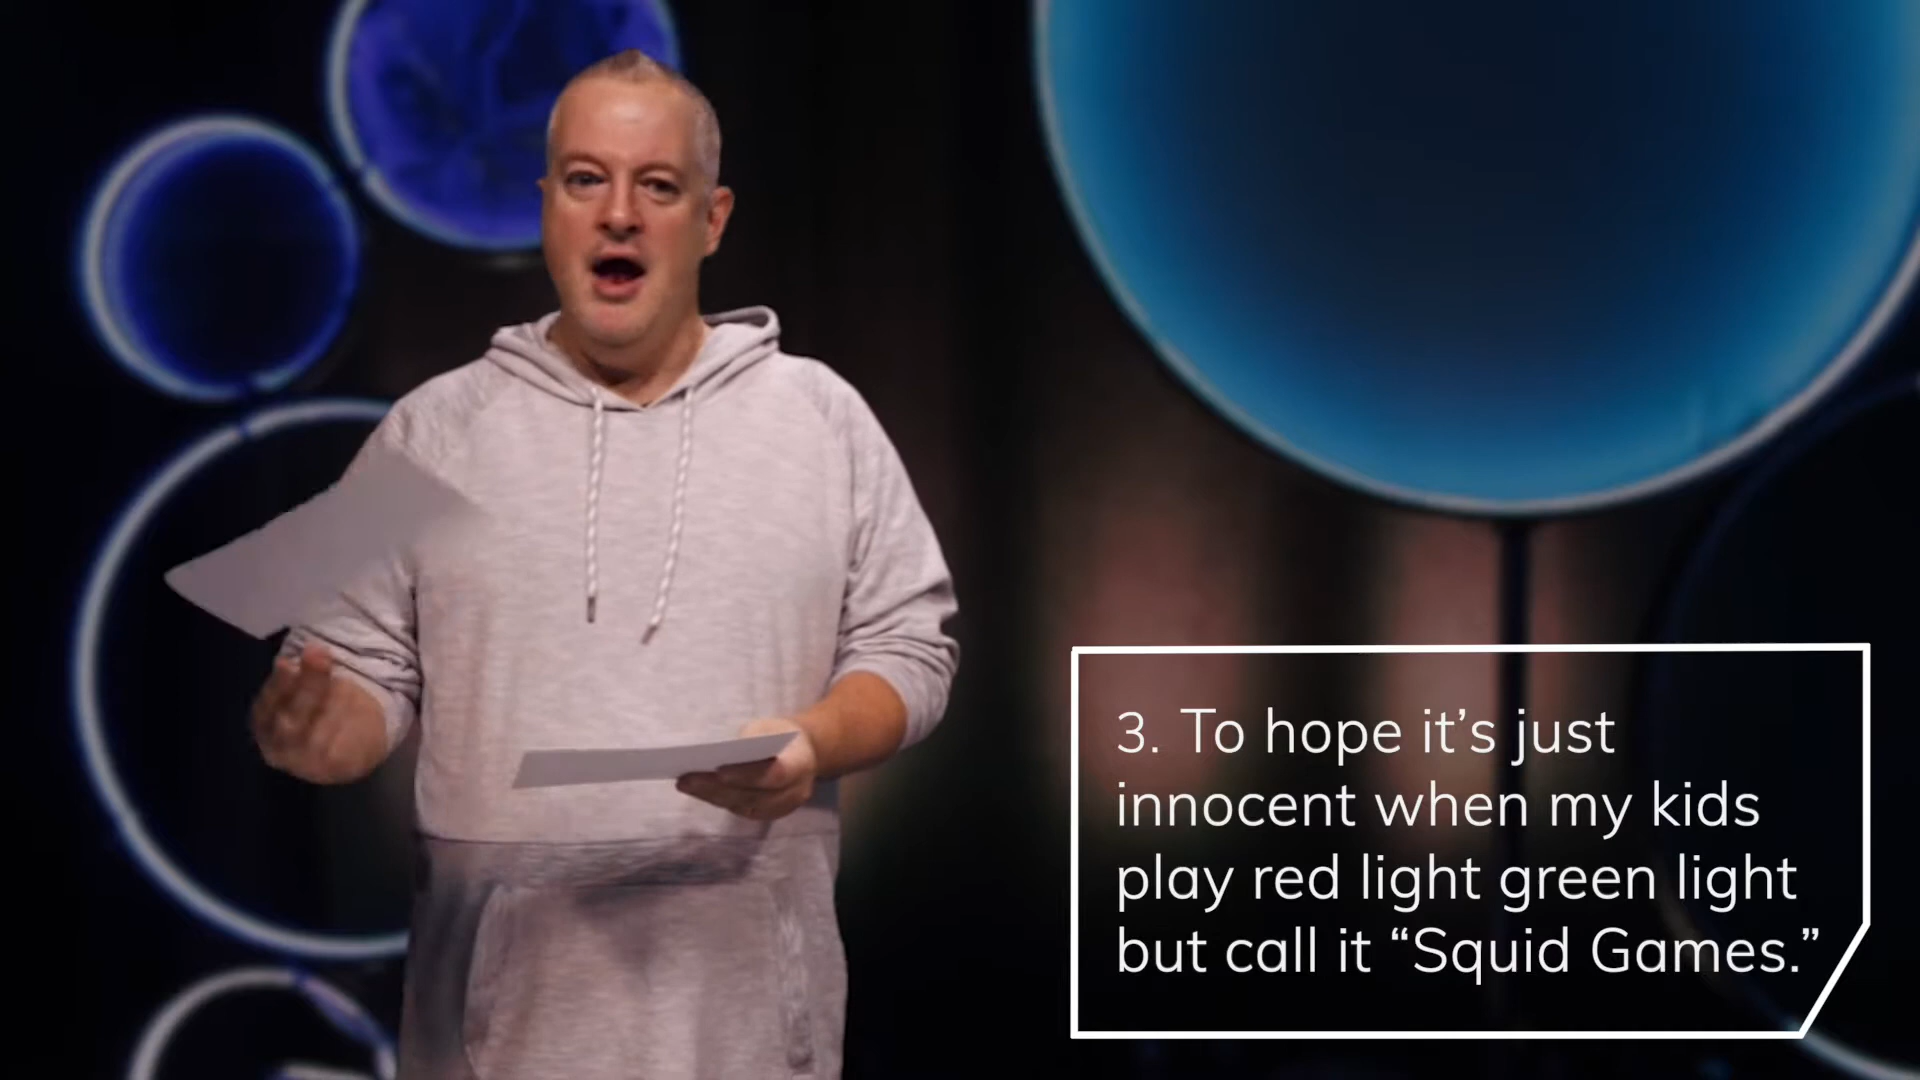 3. To hope it’s just
innocent when my kids
play red light green light
but call it “Squid Games.”